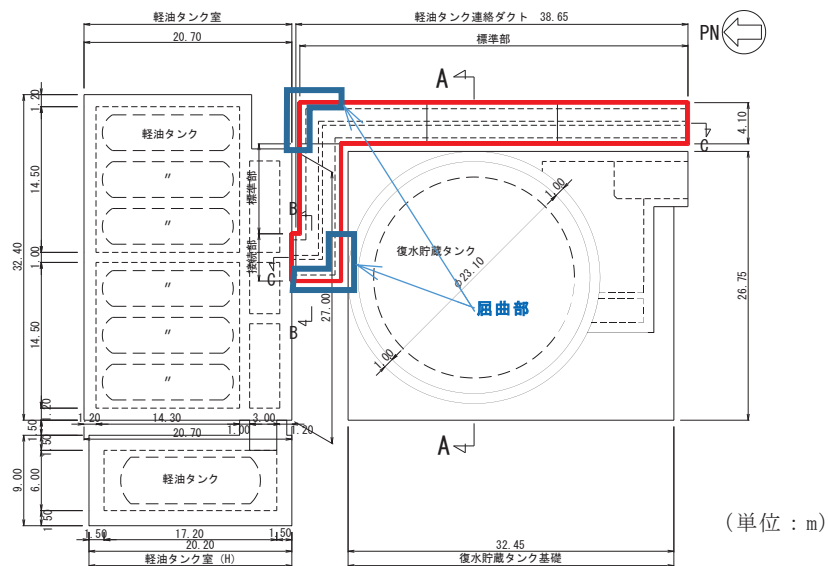 軽油タンク室
軽油タンク連絡ダクト 38.65
20.70
標準部
PN
A
1.20
軽油タンク
4.10
C
14.50
〃
標準部
1.00
〃
B
32.40
1.00
接続部
復水貯蔵タンク
C
φ23.10
26.75
〃
27.00
屈曲部
14.50
〃
B
1.00
〃
1.20
1.20
14.30
3.00
1.50
1.00
1.20
20.70
A
1.50
9.00
6.00
軽油タンク
(単位:m)
1.50
1.50
17.20
1.50
20.20
32.45
軽油タンク室(H)
復水貯蔵タンク基礎